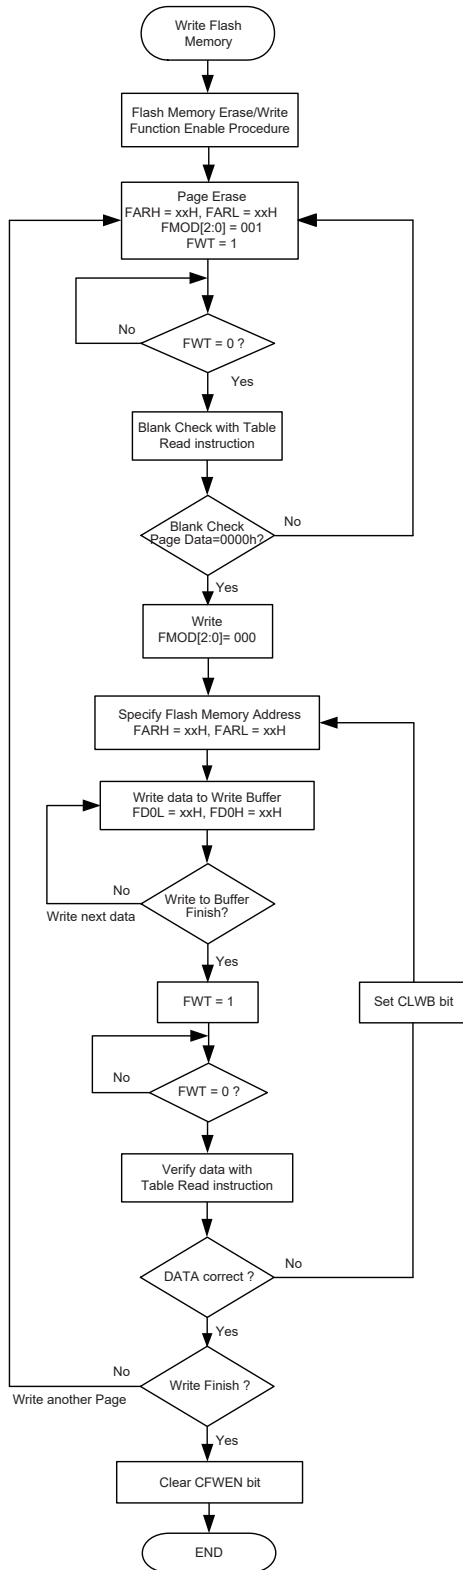 Write Flash
Memory
Flash Memory Erase/Write
Function Enable Procedure
Page Erase
FARH = xxH, FARL = xxH
FMOD[2:0] = 001
FWT = 1
No
FWT = 0 ?
Yes
Blank Check with Table
Read instruction
Blank Check
Page Data=0000h?
No
Yes
Write
FMOD[2:0]= 000
Specify Flash Memory Address
FARH = xxH, FARL = xxH
Write data to Write Buffer
FD0L = xxH, FD0H = xxH
No
Write next data
Write to Buffer
Finish?
Yes
FWT = 1
Set CLWB bit
No
FWT = 0 ?
Verify data with
Table Read instruction
DATA correct ?
No
Yes
No
Write another Page
Write Finish ?
Yes
Clear CFWEN bit
END